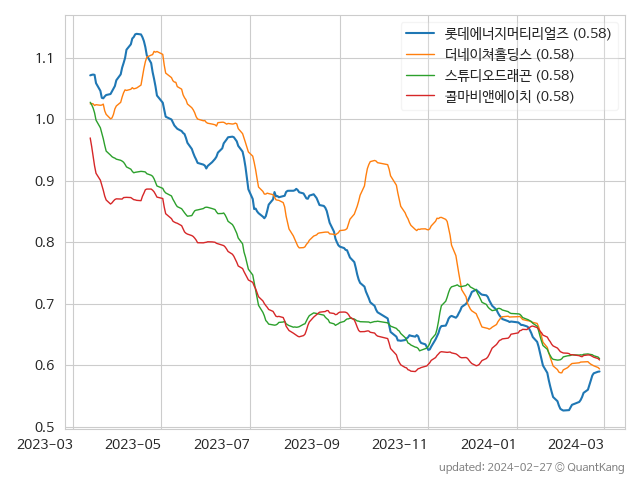 롯데에너지머티리얼즈 (0.58)
더네이쳐홀딩스 (0.58)
스튜디오드래곤 (0.58)
콜마비앤에이치 (0.58)
1.1
1.0
0.9
0.8
0.7
0.6
0.5
2023-03 2023-05 2023-07 2023-09 2023-11 2024-01 2024-03
updated: 2024-02-27 © QuantKang